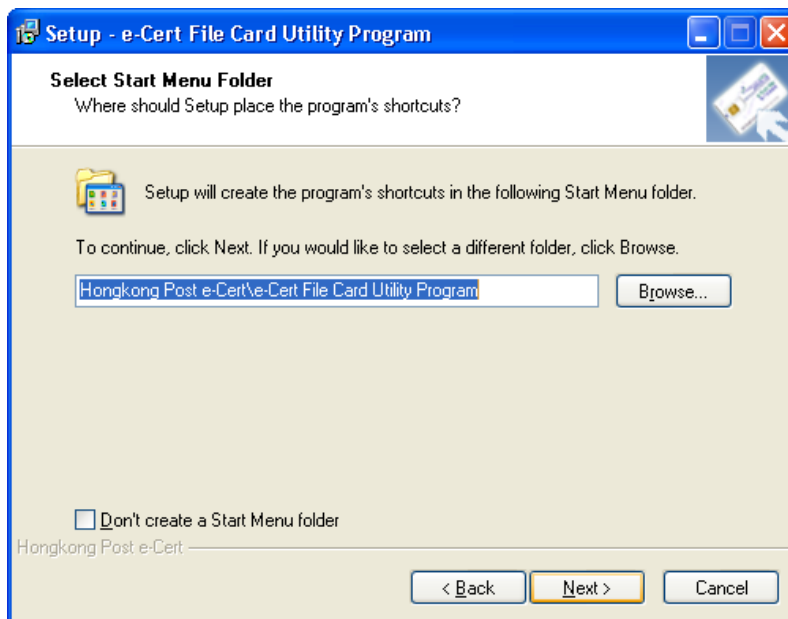 Setup - e-Cert File Card Utility Program
Select Start Menu Folder
Where should Setup place the program's shortcuts?
Setup will create the program's shortcuts in the following Start Menu folder.
To continue, click Next. If you would like to select a different folder, click Browse.
Hongkong Post e-Cert\e-Cert File Card Utility Program
Browse...
Don't create a Start Menu folder
Hongkong Post e-Cert
< Back
Next >
Cancel